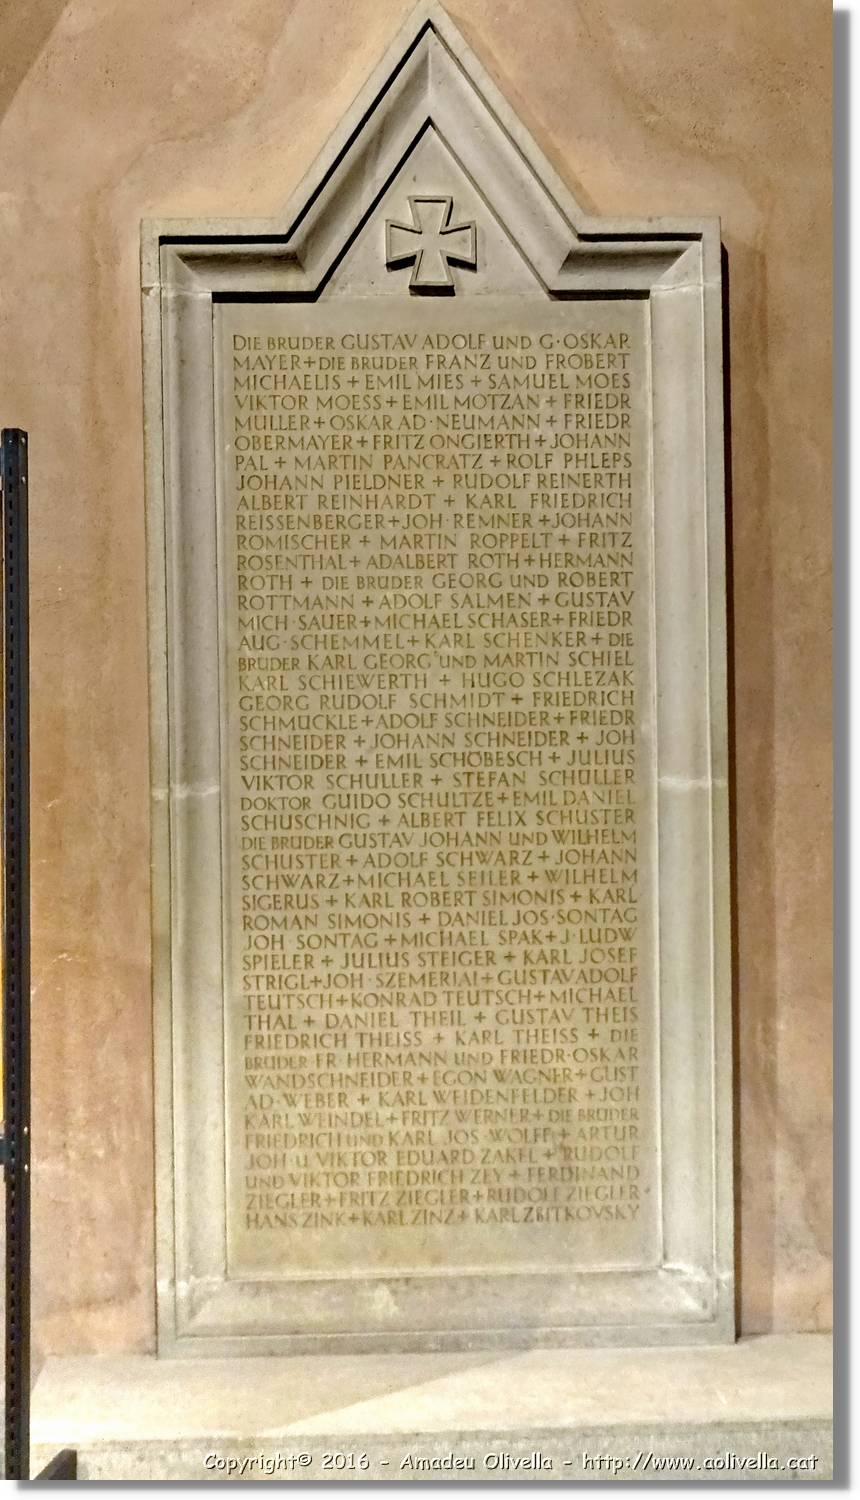 DIE BRUDER GUSTAV ADOLF UND G·OSKAR
MAYER+DIE BRUDER FRANZ UND FROBERT
MICHAELIS + EMIL MIES + SAMUEL MOES
VIKTOR MOESS + EMIL MOTZAN + FRIEDR
MULLER+OSKAR AD·NEUMANN + FRIEDR
OBERMAYER+FRITZ ONGIERTH+JOHANN
PAL + MARTIN PANCRATZ +ROLF PHLEPS
JOHANN PIELDNER + RUDOLF REINERTH
ALBERT REINHARDT + KARL FRIEDRICH
REISSENBERGER+JOH·REMNER+JOHANN
ROMISCHER + MARTIN ROPPELT + FRITZ
ROSENTHAL+ ADALBERT ROTH+HERMANN
ROTH + DIE BRUDER GEORG UND ROBERT
ROTTMANN +ADOLF SALMEN +GUSTAV
MICH·SAUER+MICHAEL SCHASER+ FRIEDR
AUG·SCHEMMEL+KARL SCHENKER+DIE
BRUDER KARL GEORG UND MARTIN SCHIEL
KARL SCHIEWERTH + HUGO SCHLEZAK
GEORG RUDOLF SCHMIDT + FRIEDRICH
SCHMUCKLE+ADOLF SCHNEIDER+FRIEDR
SCHNEIDER +JOHANN SCHNEIDER + JOH
SCHNEIDER + EMIL SCHÖBESCH + JULIUS
VIKTOR SCHULLER + STEFAN SCHULLER
DOKTOR GUIDO SCHULTZE+EMIL DANIEL
SCHUSCHNIG + ALBERT FELIX SCHUSTER
DIE BRUDER GUSTAV JOHANN UND WILHELM
SCHUSTER+ADOLF SCHWARZ+JOHANN
SCHWARZ+MICHAEL SEILER +WILHELM
SIGERUS + KARL ROBERT SIMONIS + KARL
ROMAN SIMONIS + DANIEL JOS·SONTAG
JOH·SONTAG +MICHAEL SPAK+J·LUDW
SPIELER + JULIUS STEIGER + KARL JOSEF
STRIGL+JOH·SZEMERIAI+GUSTAV ADOLF
TEUTSCH+KONRAD TEUTSCH+MICHAEL
THAL + DANIEL THEIL + GUSTAV THEIS
FRIEDRICH THEISS + KARL THEISS + DIE
BRUDER FR·HERMANN UND FRIEDR·OSKAR
WANDSCHNEIDER+EGON WAGNER+GUST
AD·WEBER + KARL WEIDENFELDER +JOH
KARL WEINDEL+FRITZ WERNER+DIE BRUDER
FRIEDRICH UND KARL JOS·WOLFF + ARTUR
JOH·U·VIKTOR EDUARD ZAKEL +RUDOLF
UND VIKTOR FRIEDRICH ZEY + FERDINAND
ZIEGLER+FRITZ ZIEGLER+RUDOLF ZIEGLER+
HANS ZINK+KARL ZINZ+ KARL ZBITKOVSKY
Copyright© 2016 - Amadeu Olivella - http://www.aolivella.cat